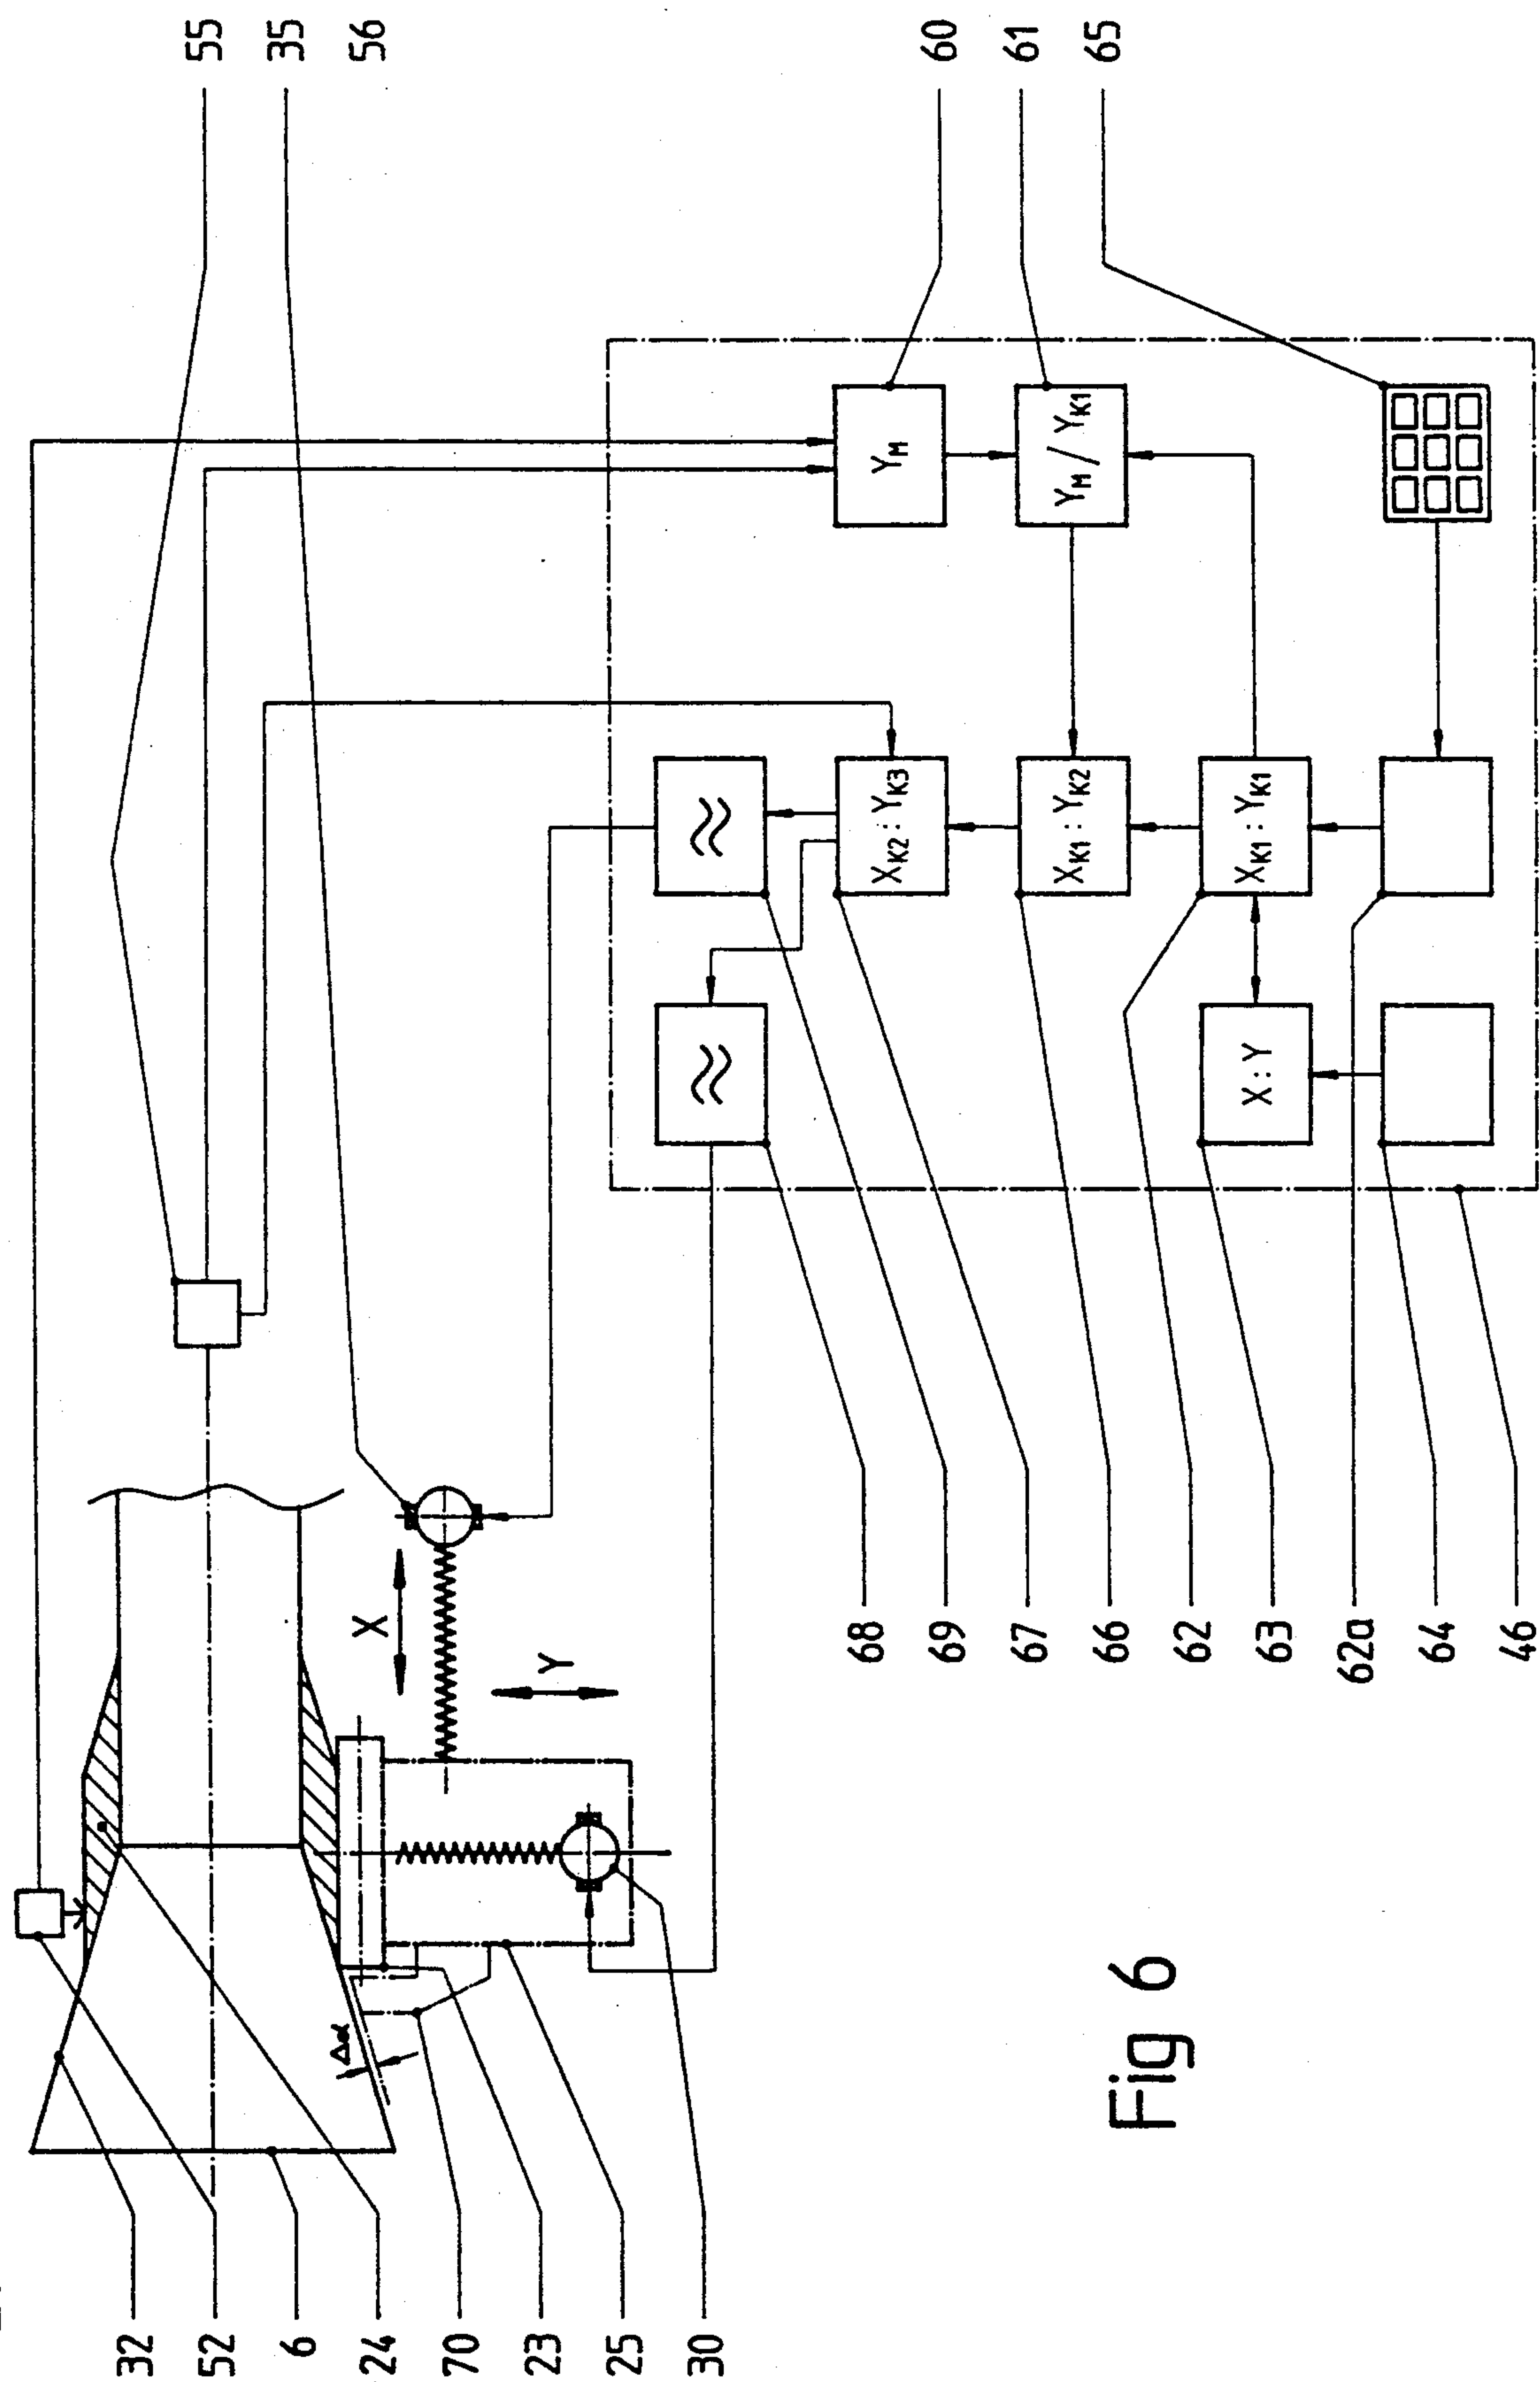 55
35
56
60
61
65
Y_M
Y_M / Y_K1
X_K2 : Y_K3
X_K1 : Y_K2
X_K1 : Y_K1
X : Y
X
Y
Δα
68
69
67
66
62
63
62a
64
46
32
52
6
24
70
23
25
30
Fig 6